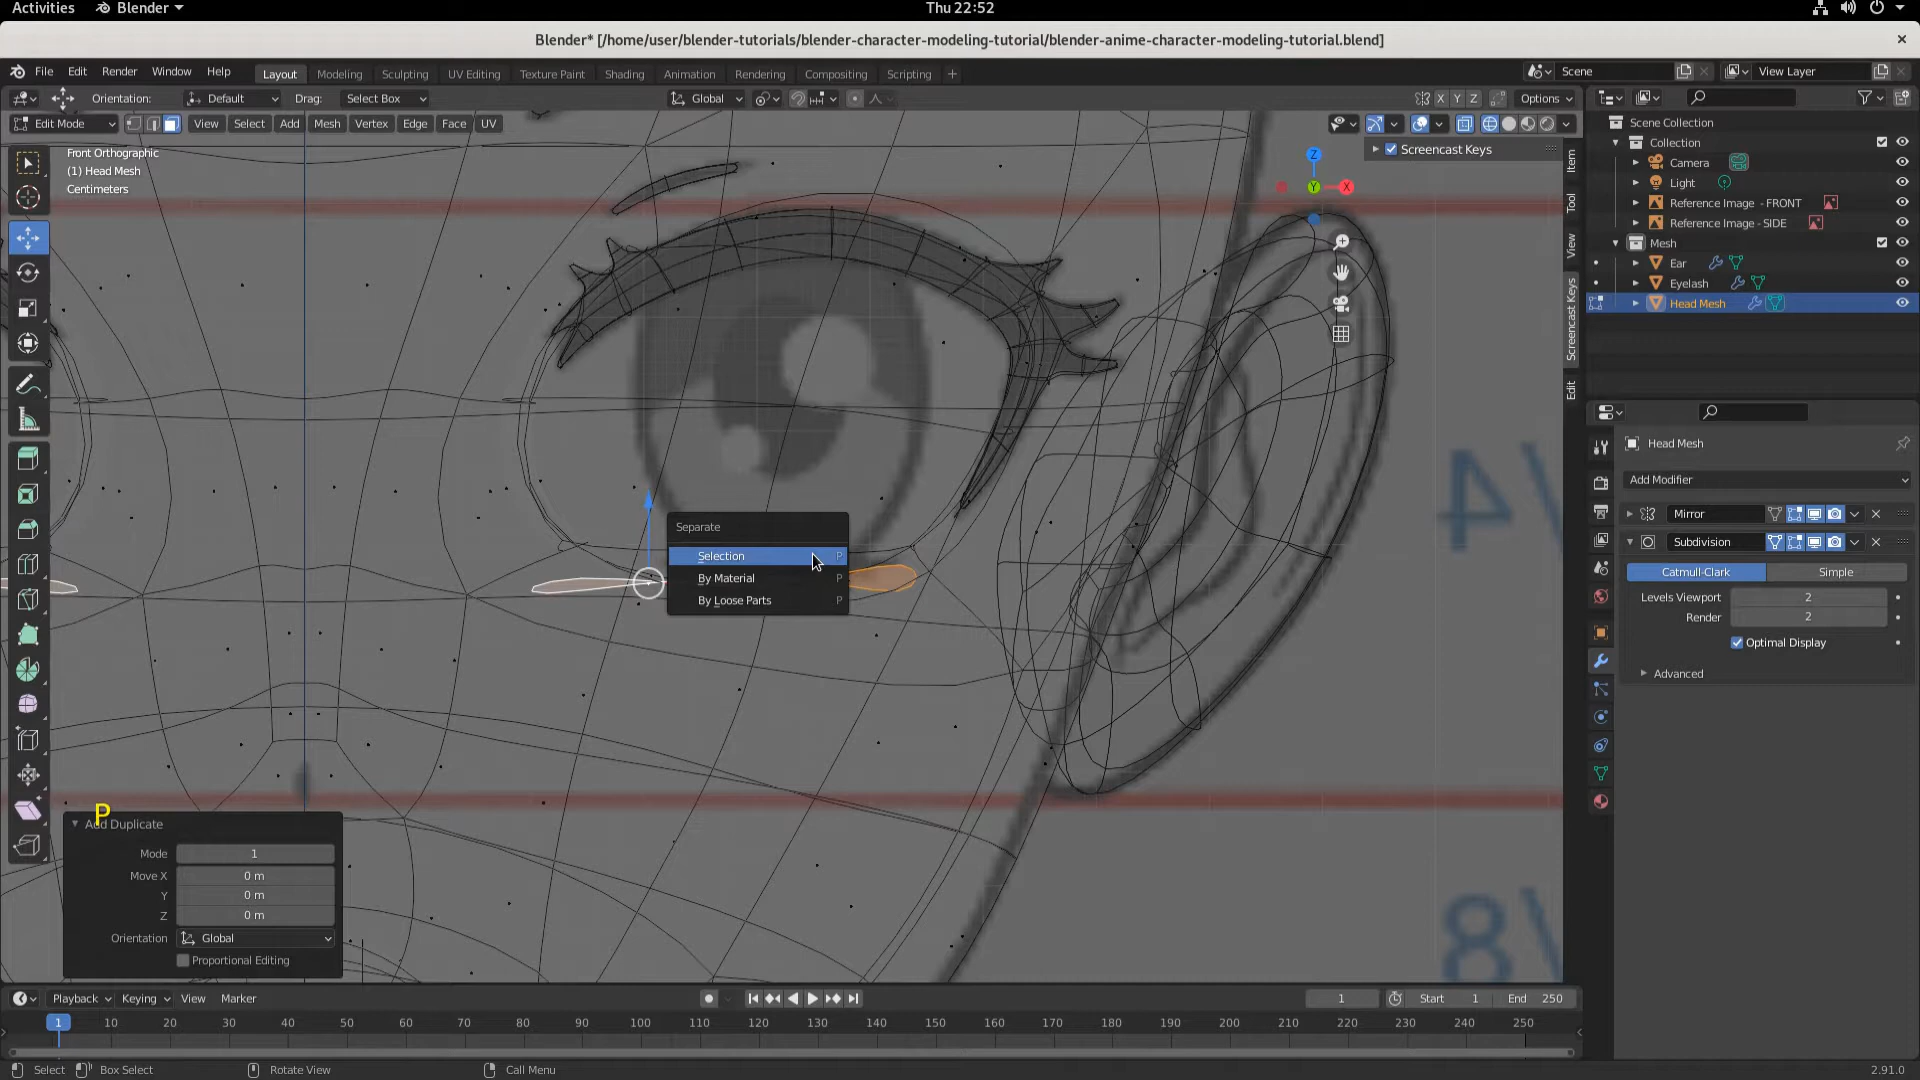 Activities Blender Thu 22:52
Blender* [/home/user/blender-tutorials/blender-character-modeling-tutorial/blender-anime-character-modeling-tutorial.blend]
File Edit Render Window Help Layout Modeling Sculpting UV Editing Texture Paint Shading Animation Rendering Compositing Scripting + Scene View Layer
Orientation: Default Drag: Select Box Global X Y Z Options
Edit Mode View Select Add Mesh Vertex Edge Face UV
Front Orthographic
(1) Head Mesh
Centimeters
Screencast Keys
Z
Y X
Item
Tool
View
Screencast Keys
Edit
Scene Collection
Collection
Camera
Light
Reference Image - FRONT
Reference Image - SIDE
Mesh
Ear
Eyelash
Head Mesh
Head Mesh
Add Modifier
Mirror
Subdivision
Catmull-Clark Simple
Levels Viewport 2
Render 2
Optimal Display
Advanced
Separate
Selection P
By Material P
By Loose Parts P
\4
\8
P
Add Duplicate
Mode 1
Move X 0 m
Y 0 m
Z 0 m
Orientation Global
Proportional Editing
Playback Keying View Marker 1 Start 1 End 250
1 10 20 30 40 50 60 70 80 90 100 110 120 130 140 150 160 170 180 190 200 210 220 230 240 250
Select Box Select Rotate View Call Menu 2.91.0